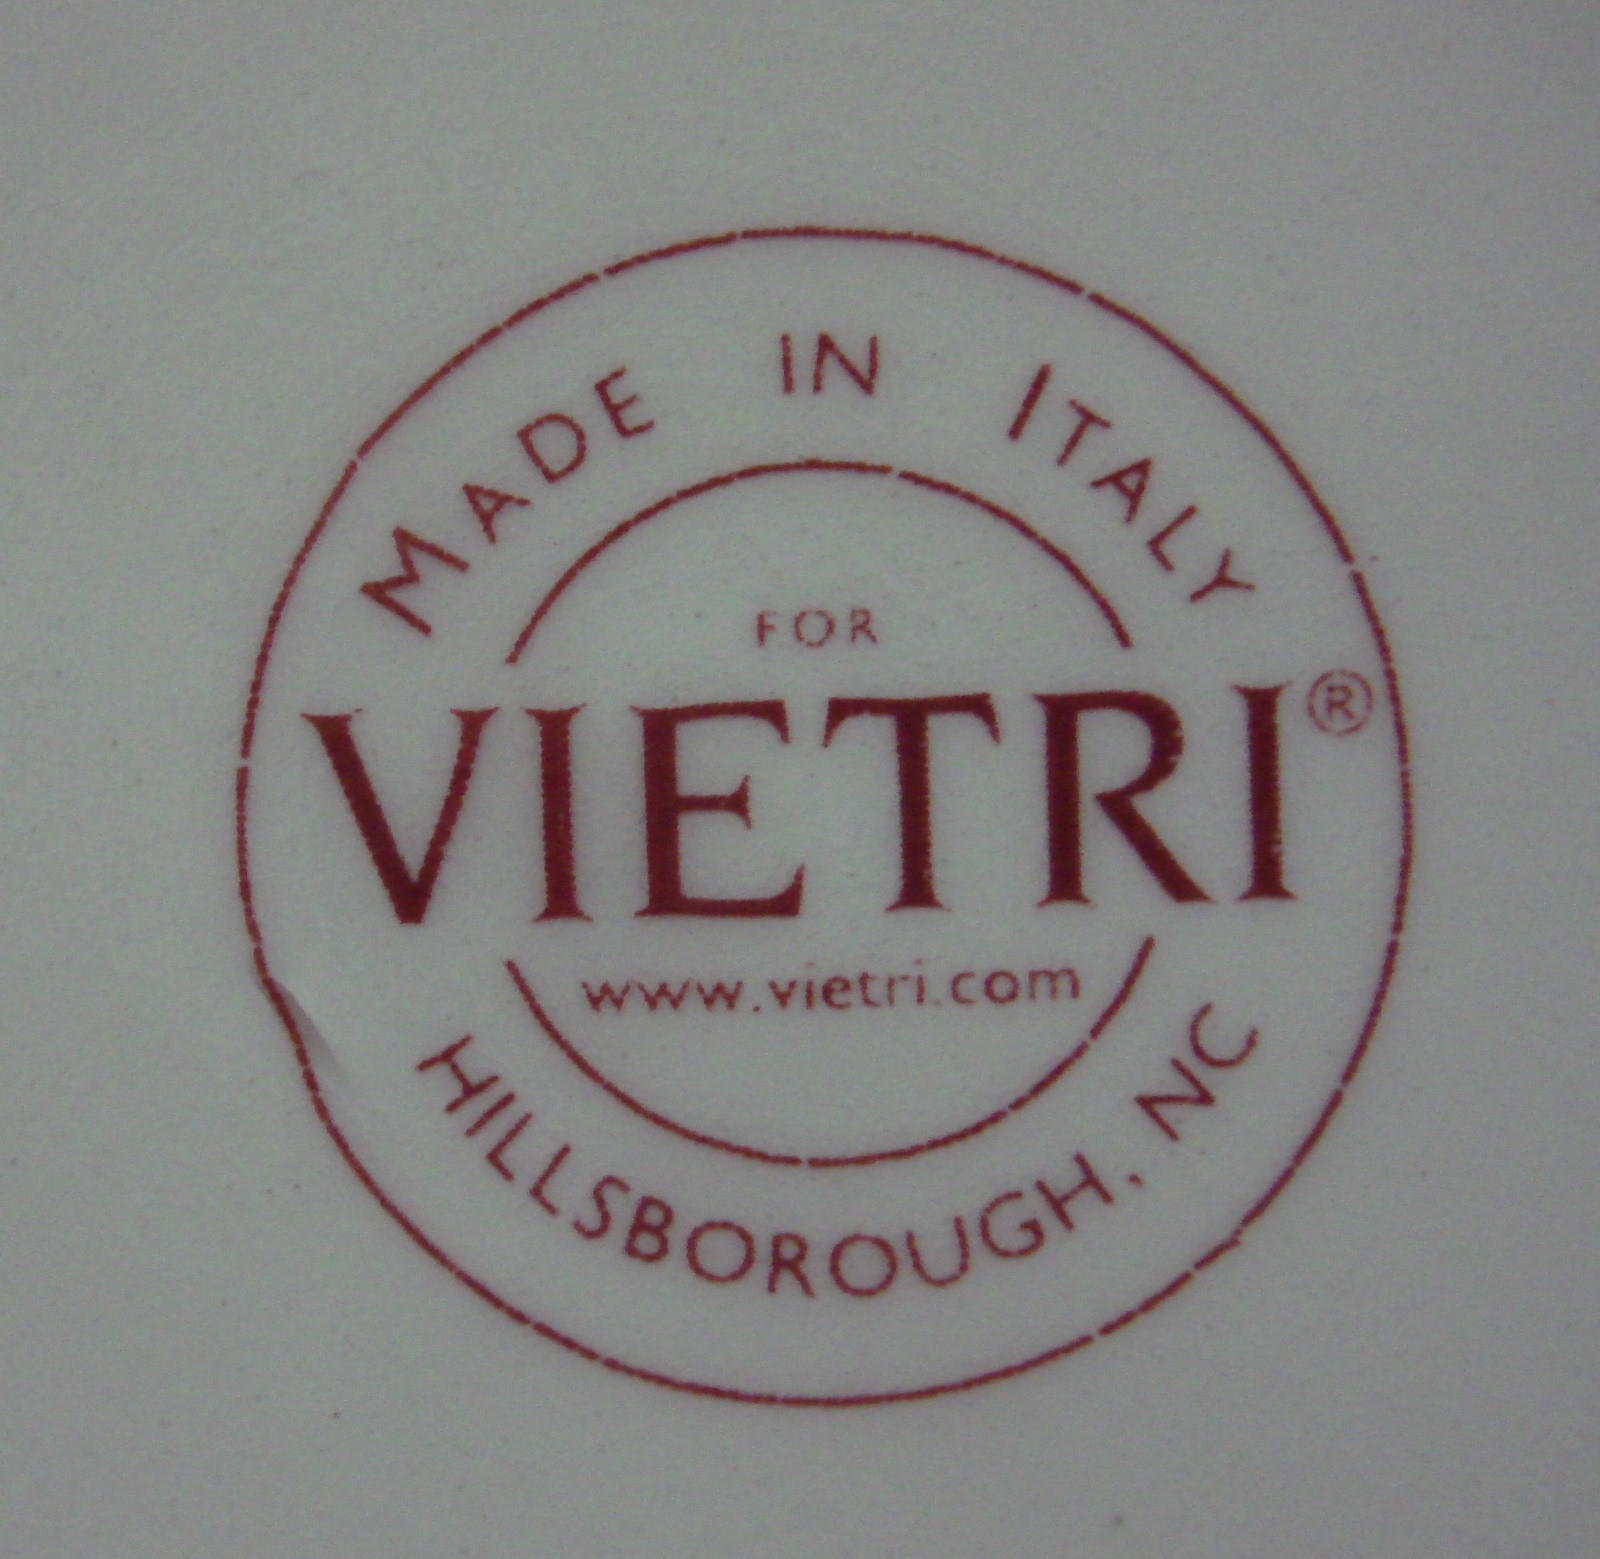 MADE IN ITALY
FOR
VIETRI®
www.vietri.com
HILLSBOROUGH, NC